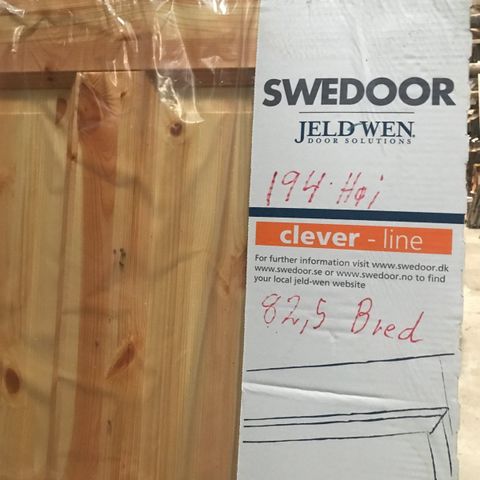 SWEDOOR
JELD WEN.
DOOR SOLUTIONS
194 Høj
clever - line
For further information visit www.swedoor.dk
www.swedoor.se or www.swedoor.no to find
your local jeld-wen website
82,5 Bred